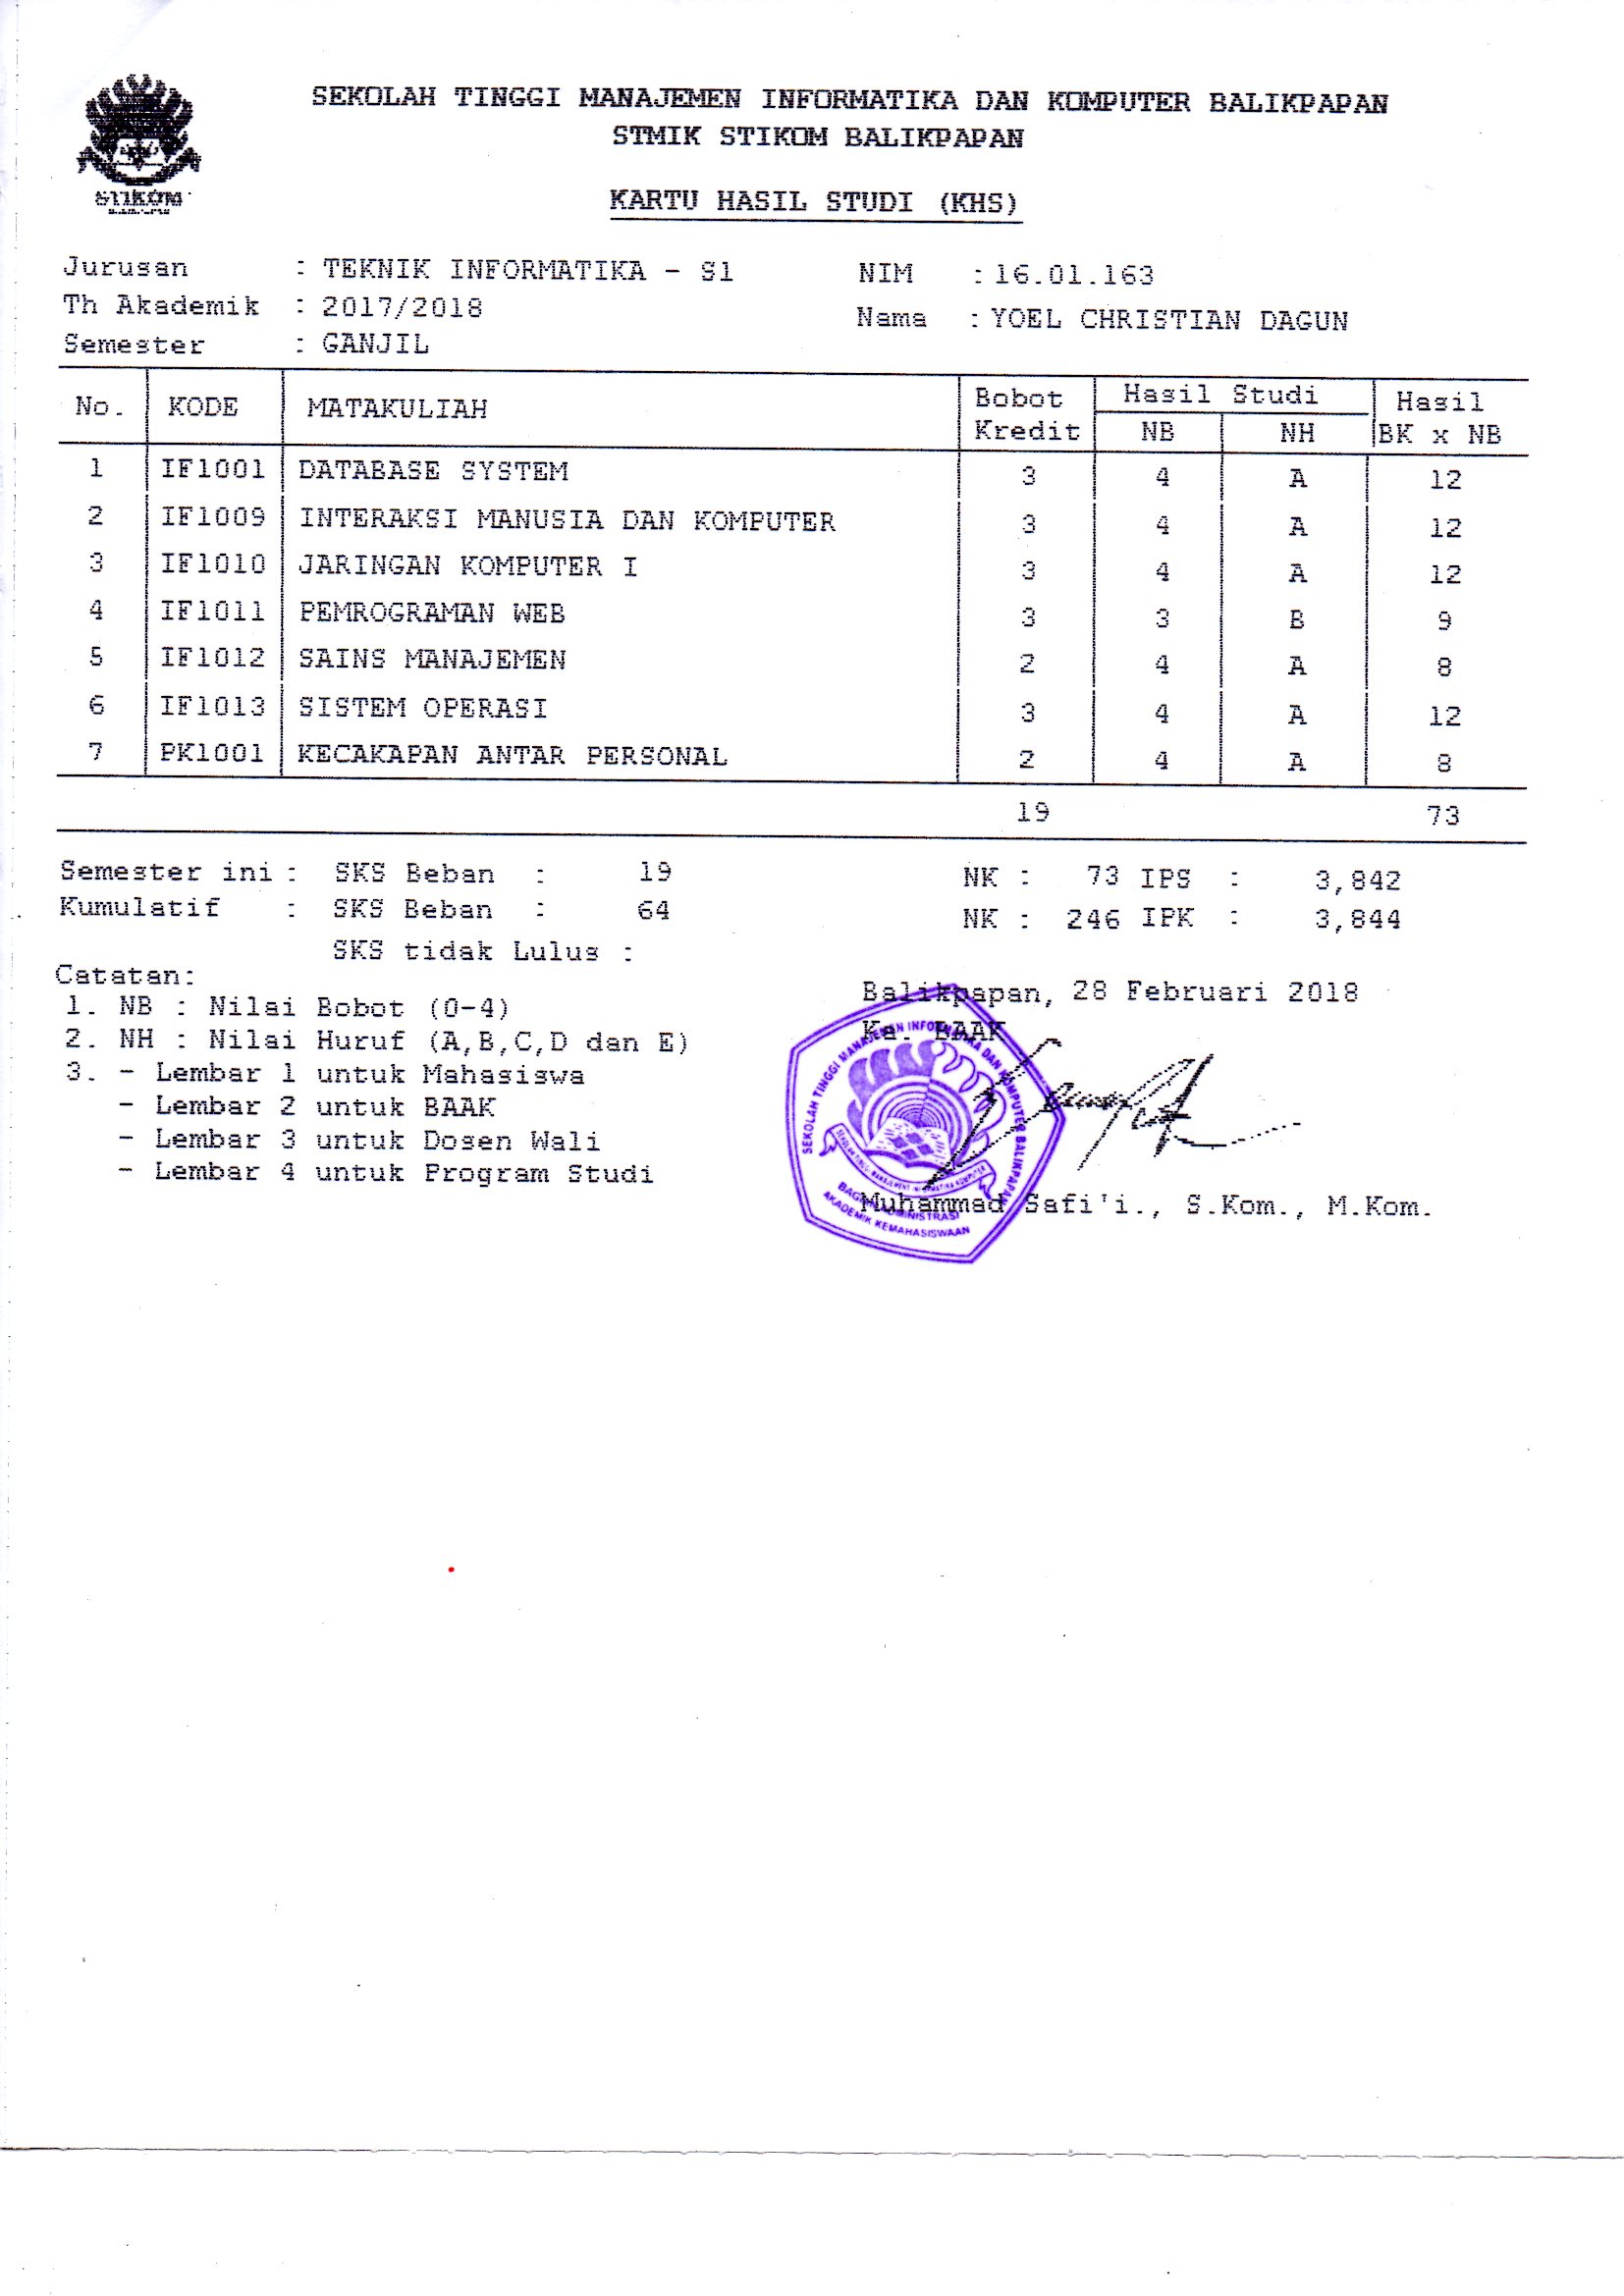 STIKOM
SEKOLAH TINGGI MANAJEMEN INFORMATIKA DAN KOMPUTER BALIKPAPAN
STMIK STIKOM BALIKPAPAN
KARTU HASIL STUDI (KHS)
Jurusan : TEKNIK INFORMATIKA - S1 NIM : 16.01.163
Th Akademik : 2017/2018 Nama : YOEL CHRISTIAN DAGUN
Semester : GANJIL
No. KODE MATAKULIAH Bobot Kredit Hasil Studi NB NH Hasil BK x NB
1 IF1001 DATABASE SYSTEM 3 4 A 12
2 IF1009 INTERAKSI MANUSIA DAN KOMPUTER 3 4 A 12
3 IF1010 JARINGAN KOMPUTER I 3 4 A 12
4 IF1011 PEMROGRAMAN WEB 3 3 B 9
5 IF1012 SAINS MANAJEMEN 2 4 A 8
6 IF1013 SISTEM OPERASI 3 4 A 12
7 PK1001 KECAKAPAN ANTAR PERSONAL 2 4 A 8
19 73
Semester ini : SKS Beban : 19 NK : 73 IPS : 3,842
Kumulatif : SKS Beban : 64 NK : 246 IPK : 3,844
SKS tidak Lulus :
Catatan:
1. NB : Nilai Bobot (0-4)
2. NH : Nilai Huruf (A,B,C,D dan E)
3. - Lembar 1 untuk Mahasiswa
- Lembar 2 untuk BAAK
- Lembar 3 untuk Dosen Wali
- Lembar 4 untuk Program Studi
Balikpapan, 28 Februari 2018
Ka. BAAK
SEKOLAH TINGGI MANAJEMEN INFORMATIKA DAN KOMPUTER BALIKPAPAN
BAGIAN ADMINISTRASI
AKADEMIK KEMAHASISWAAN
Muhammad Safi'i., S.Kom., M.Kom.